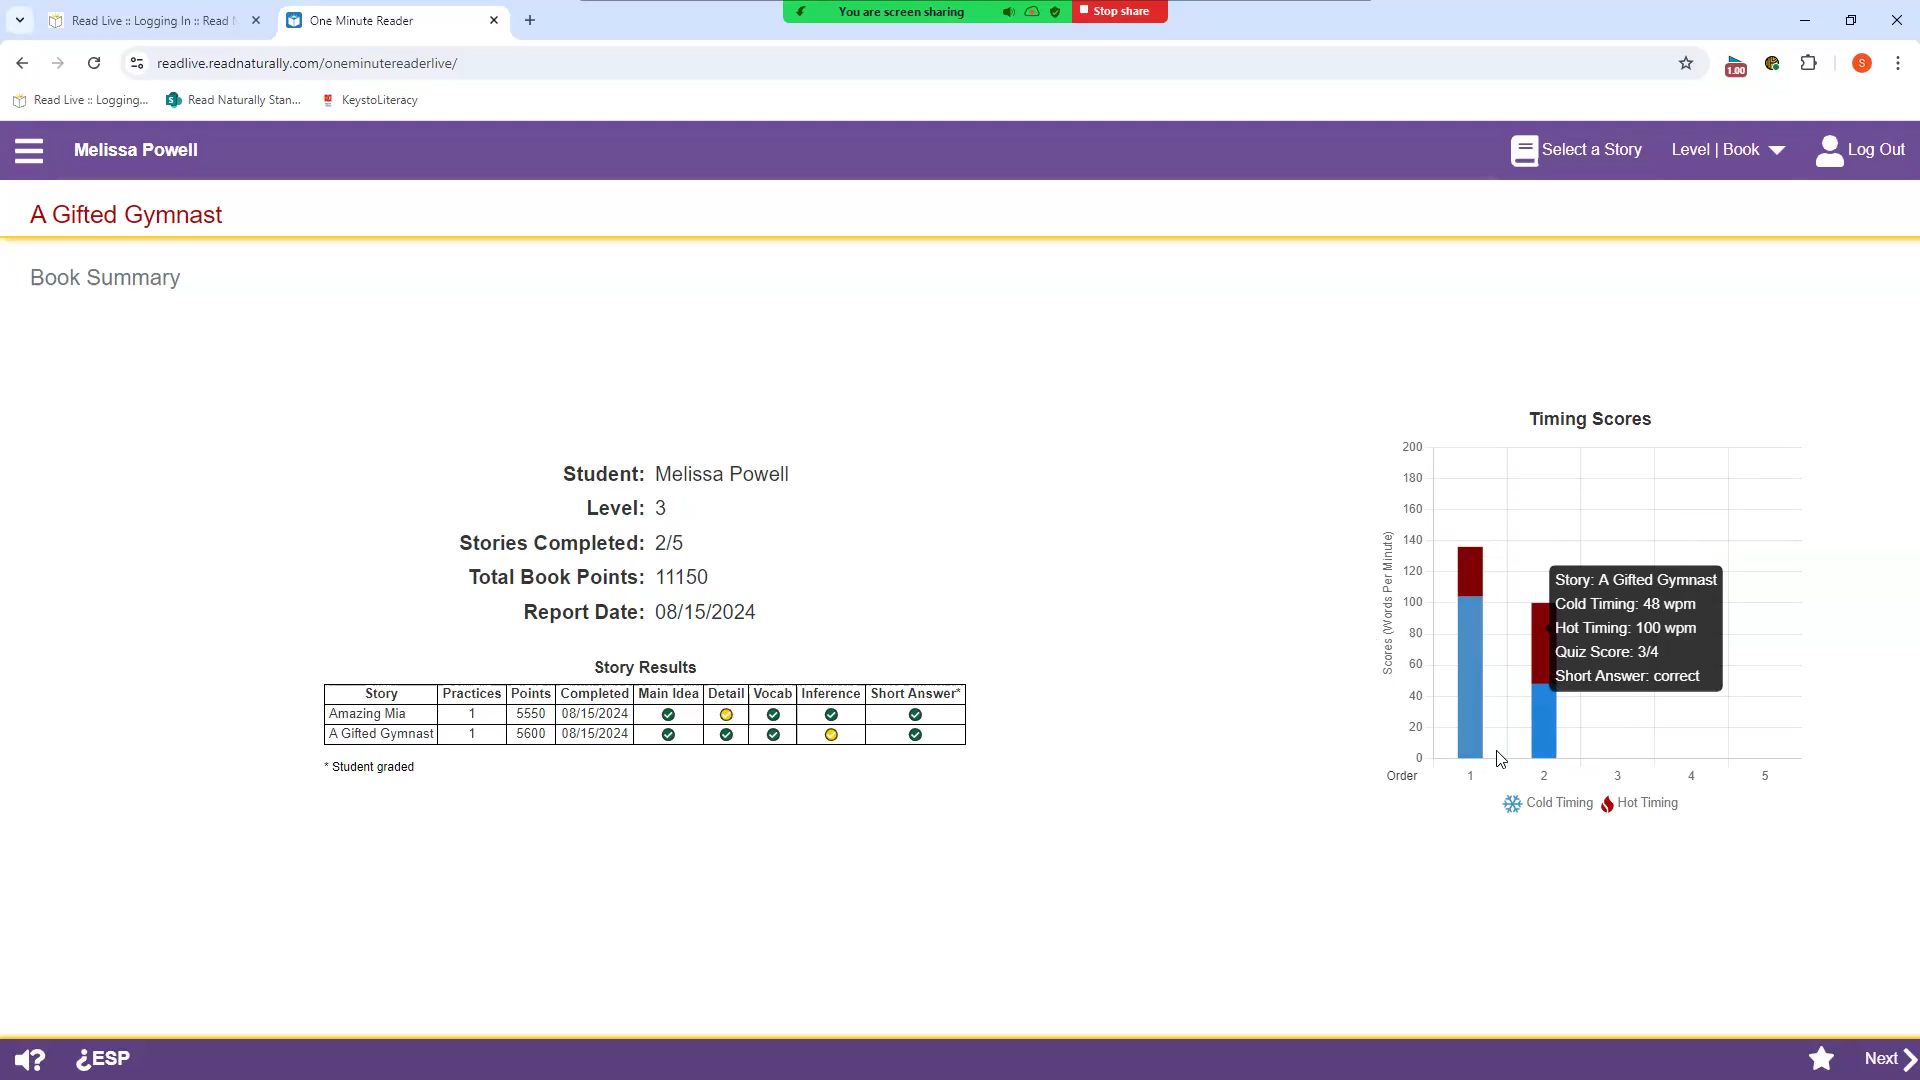 Read Live :: Logging In :: Read
One Minute Reader
You are screen sharing
Stop share
readlive.readnaturally.com/oneminutereaderlive/
1.00
S
Read Live :: Logging...
Read Naturally Stan...
KeystoLiteracy
Melissa Powell
Select a Story
Level | Book
Log Out
A Gifted Gymnast
Book Summary
Student: Melissa Powell
Level: 3
Stories Completed: 2/5
Total Book Points: 11150
Report Date: 08/15/2024
Story Results
Story Practices Points Completed Main Idea Detail Vocab Inference Short Answer*
Amazing Mia 1 5550 08/15/2024
A Gifted Gymnast 1 5600 08/15/2024
* Student graded
Timing Scores
Scores (Words Per Minute)
200
180
160
140
120
100
80
60
40
20
0
Story: A Gifted Gymnast
Cold Timing: 48 wpm
Hot Timing: 100 wpm
Quiz Score: 3/4
Short Answer: correct
Order 1 2 3 4 5
Cold Timing Hot Timing
?
¿ESP
Next